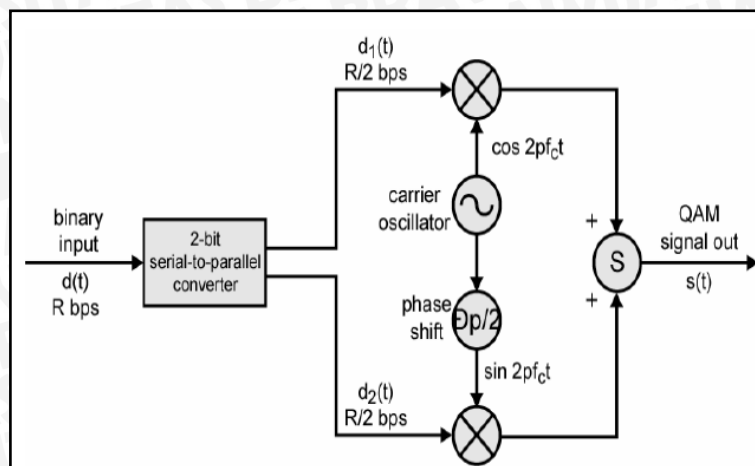 d1(t)
R/2 bps
cos 2pfct
binary
input
d(t)
R bps
2-bit
serial-to-parallel
converter
carrier
oscillator
phase
shift
Ðp/2
sin 2pfct
d2(t)
R/2 bps
+
+
S
QAM
signal out
s(t)